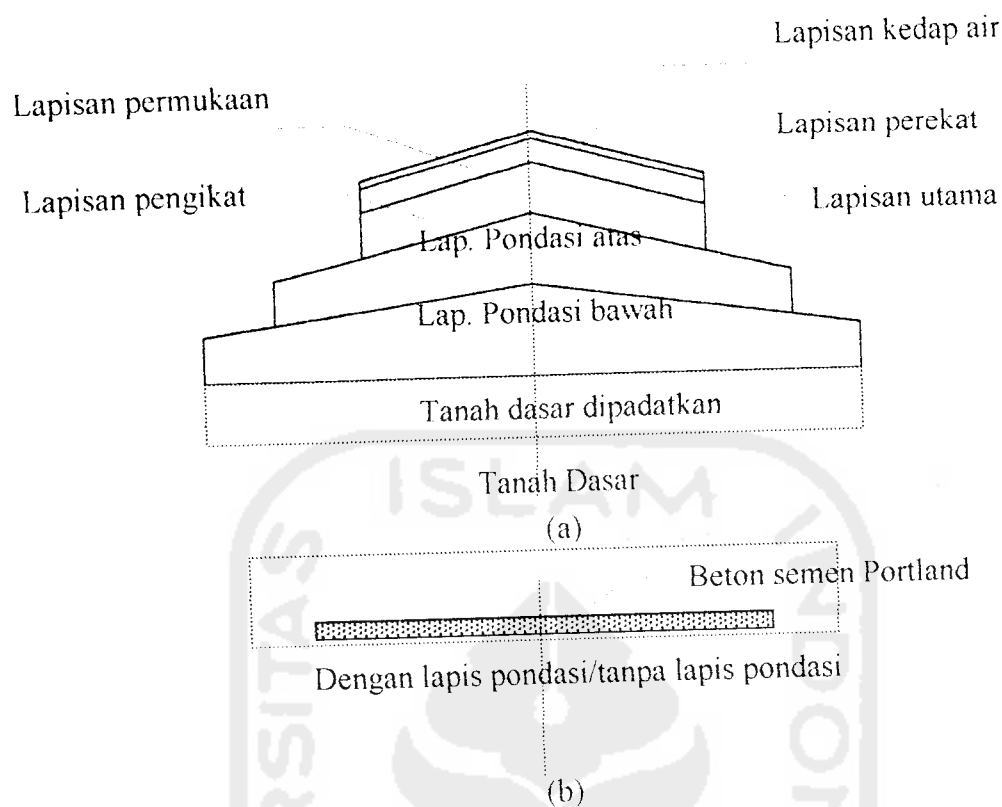 Lapisan kedap air
Lapisan permukaan
Lapisan perekat
Lapisan pengikat
Lapisan utama
Lap. Pondasi atas
Lap. Pondasi bawah
Tanah dasar dipadatkan
Tanah Dasar
(a)
ISLAM
Beton semen Portland
Dengan lapis pondasi/tanpa lapis pondasi
(b)